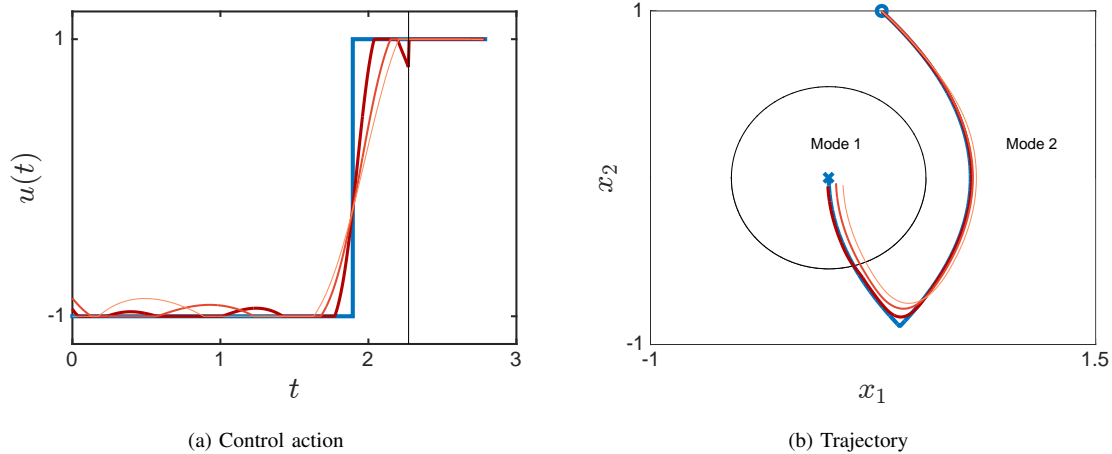 1
-1
u(t)
0
1
2
3
t
(a) Control action
1
-1
x₂
Mode 1
Mode 2
-1
1.5
x₁
(b) Trajectory